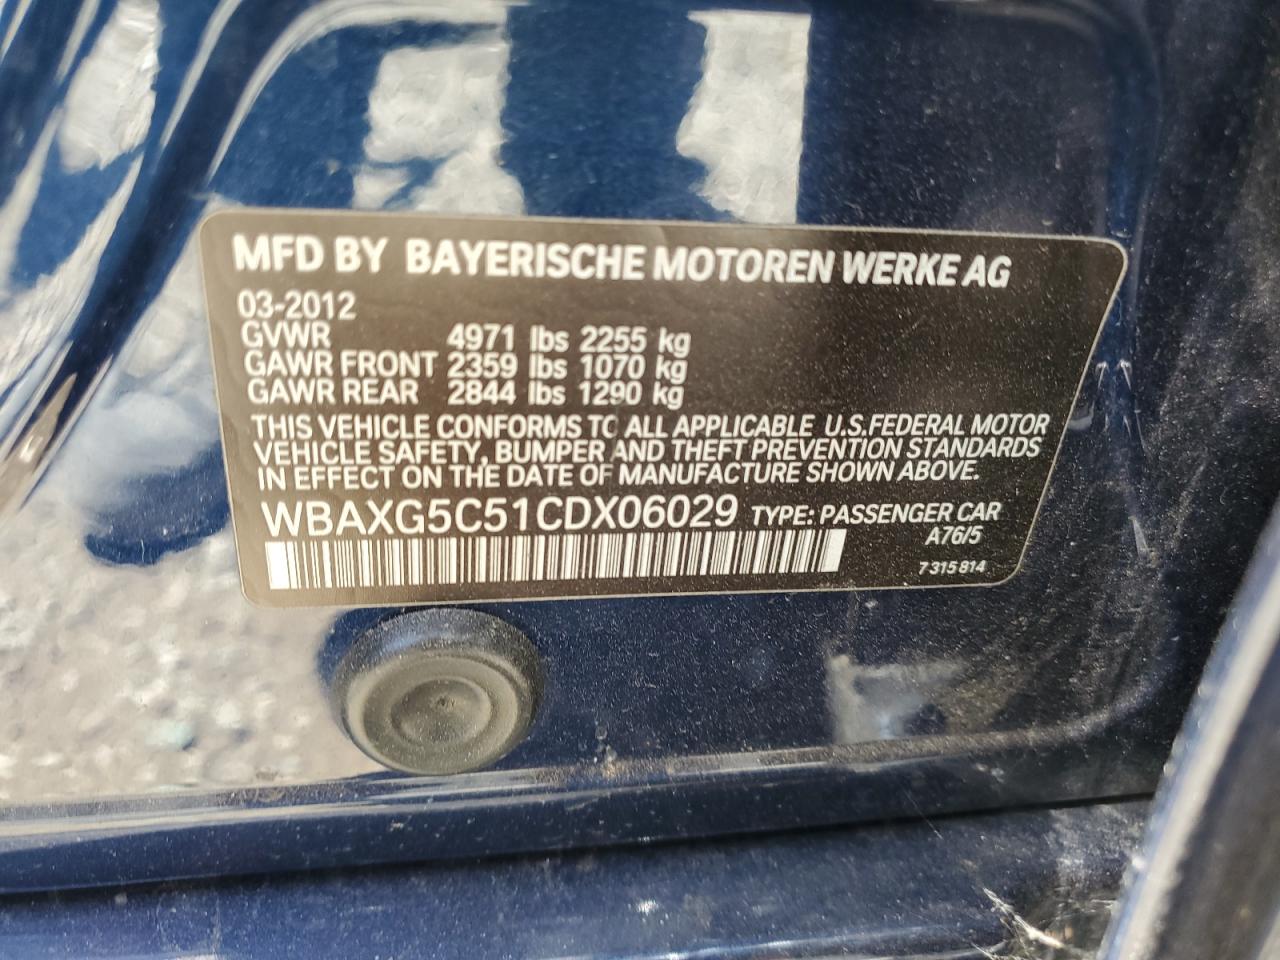 MFD BY BAYERISCHE MOTOREN WERKE AG
03-2012
GVWR 4971 lbs 2255 kg
GAWR FRONT 2359 lbs 1070 kg
GAWR REAR 2844 lbs 1290 kg
THIS VEHICLE CONFORMS TO ALL APPLICABLE U.S.FEDERAL MOTOR
VEHICLE SAFETY, BUMPER AND THEFT PREVENTION STANDARDS
IN EFFECT ON THE DATE OF MANUFACTURE SHOWN ABOVE.
WBAXG5C51CDX06029 TYPE: PASSENGER CAR
A76/5
7 315 814